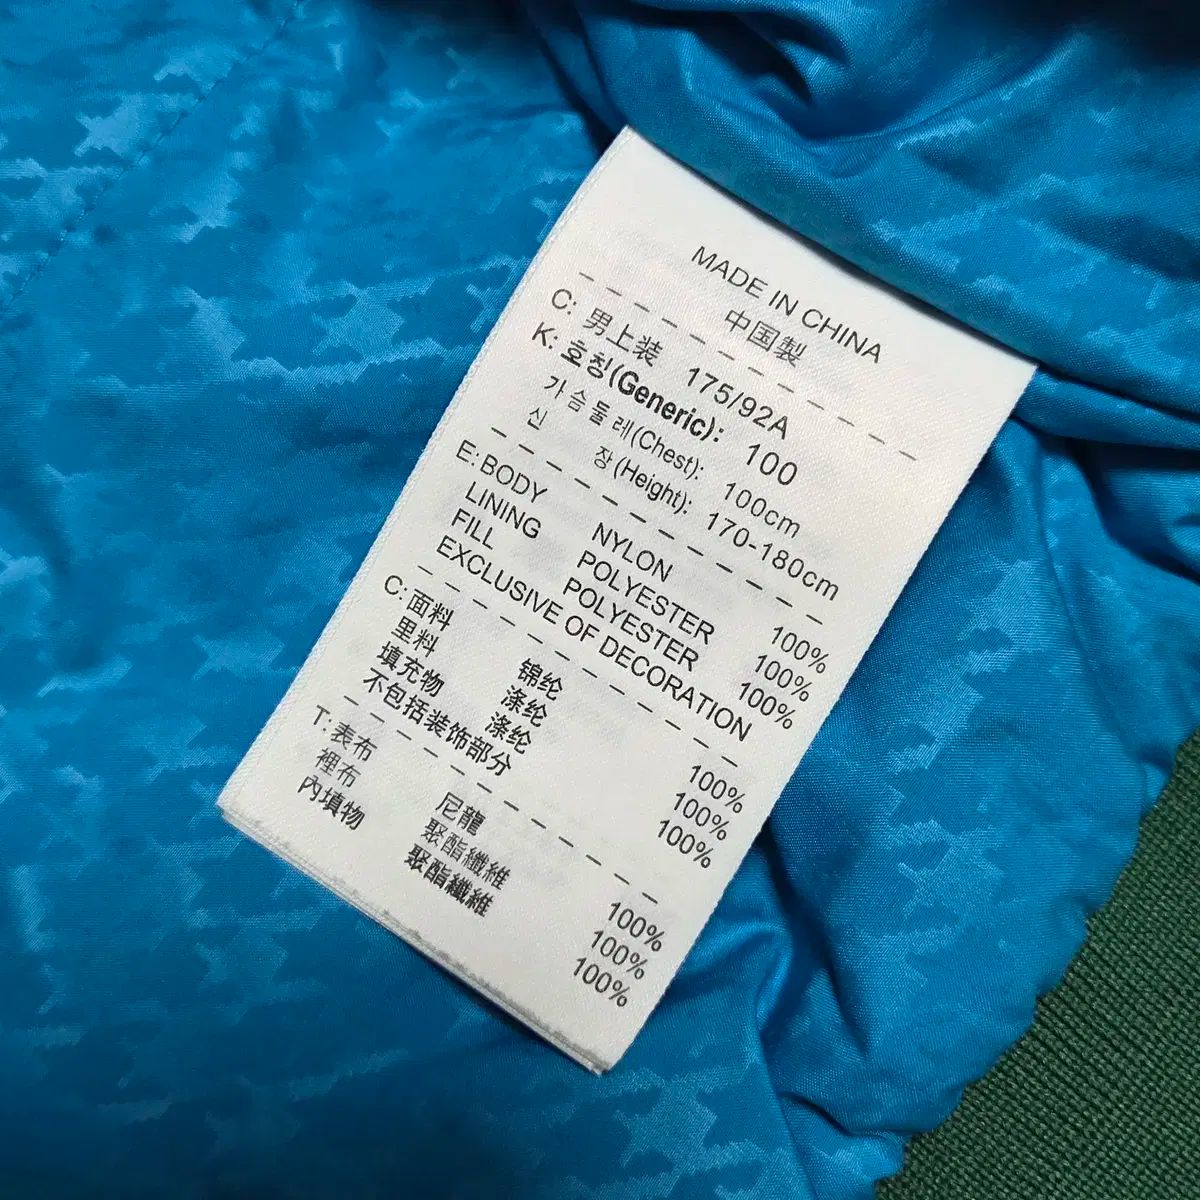 MADE IN CHINA
中国製
C: 男上装 175/92A
K: 호칭(Generic): 100
가슴둘레(Chest): 100cm
신 장(Height): 170-180cm
E: BODY NYLON 100%
LINING POLYESTER 100%
FILL POLYESTER 100%
EXCLUSIVE OF DECORATION
C: 面料 锦纶 100%
里料 涤纶 100%
填充物 涤纶 100%
不包括装饰部分
T: 表布 尼龍 100%
裡布 聚酯纖維 100%
內填物 聚酯纖維 100%